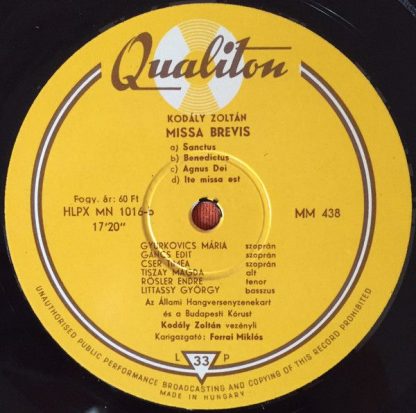 Qualiton
KODÁLY ZOLTÁN
MISSA BREVIS
a) Sanctus
b) Benedictus
c) Agnus Dei
d) Ite missa est
Fogy. ár: 60 Ft
HLPX MN 1016-b
17'20"
MM 438
GYURKOVICS MÁRIA szoprán
GANCS EDIT szoprán
CSER TIMEA szoprán
TISZAY MAGDA alt
RÖSLER ENDRE tenor
LITTASSY GYÖRGY basszus
Az Állami Hangversenyzenekart
és a Budapesti Kórust
Kodály Zoltán vezényli
Karigazgató: Forrai Miklós
L 33 P
UNAUTHORISED PUBLIC PERFORMANCE BROADCASTING AND COPYING OF THIS RECORD PROHIBITED
MADE IN HUNGARY